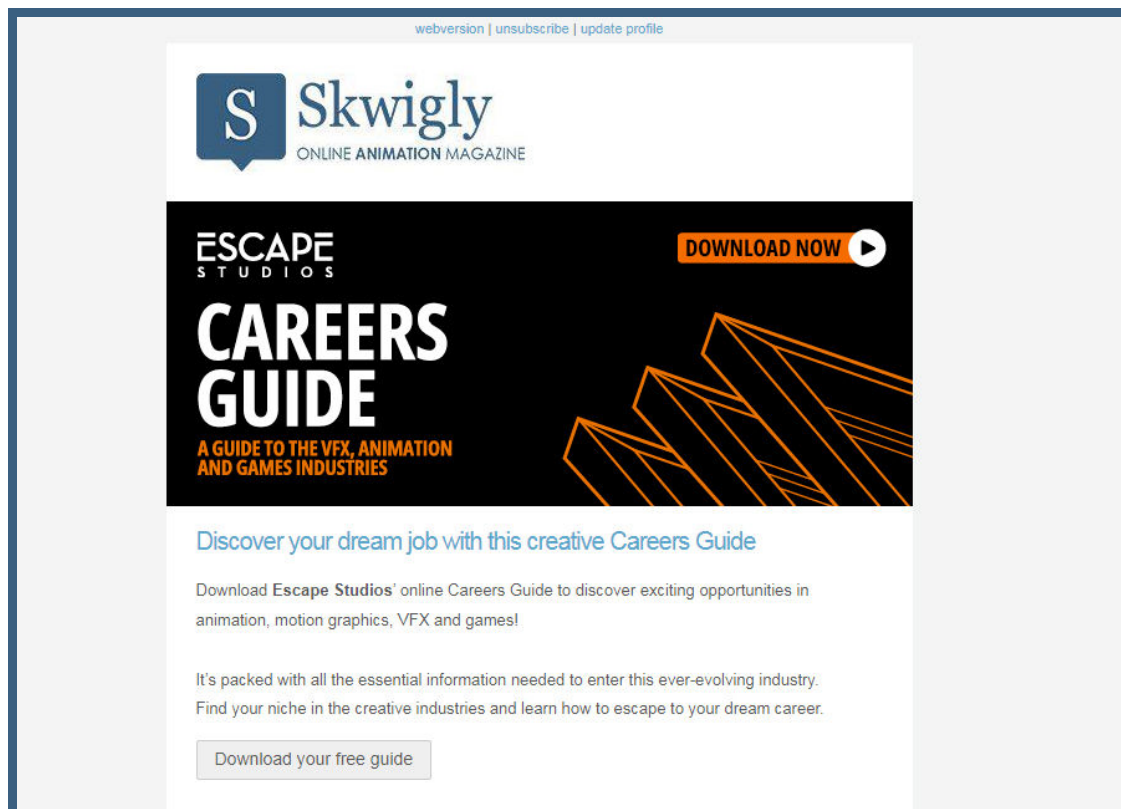 webversion | unsubscribe | update profile
S
Skwigly
ONLINE ANIMATION MAGAZINE
ESCAPE
STUDIOS
DOWNLOAD NOW
CAREERS
GUIDE
A GUIDE TO THE VFX, ANIMATION
AND GAMES INDUSTRIES
Discover your dream job with this creative Careers Guide
Download Escape Studios' online Careers Guide to discover exciting opportunities in
animation, motion graphics, VFX and games!
It's packed with all the essential information needed to enter this ever-evolving industry.
Find your niche in the creative industries and learn how to escape to your dream career.
Download your free guide